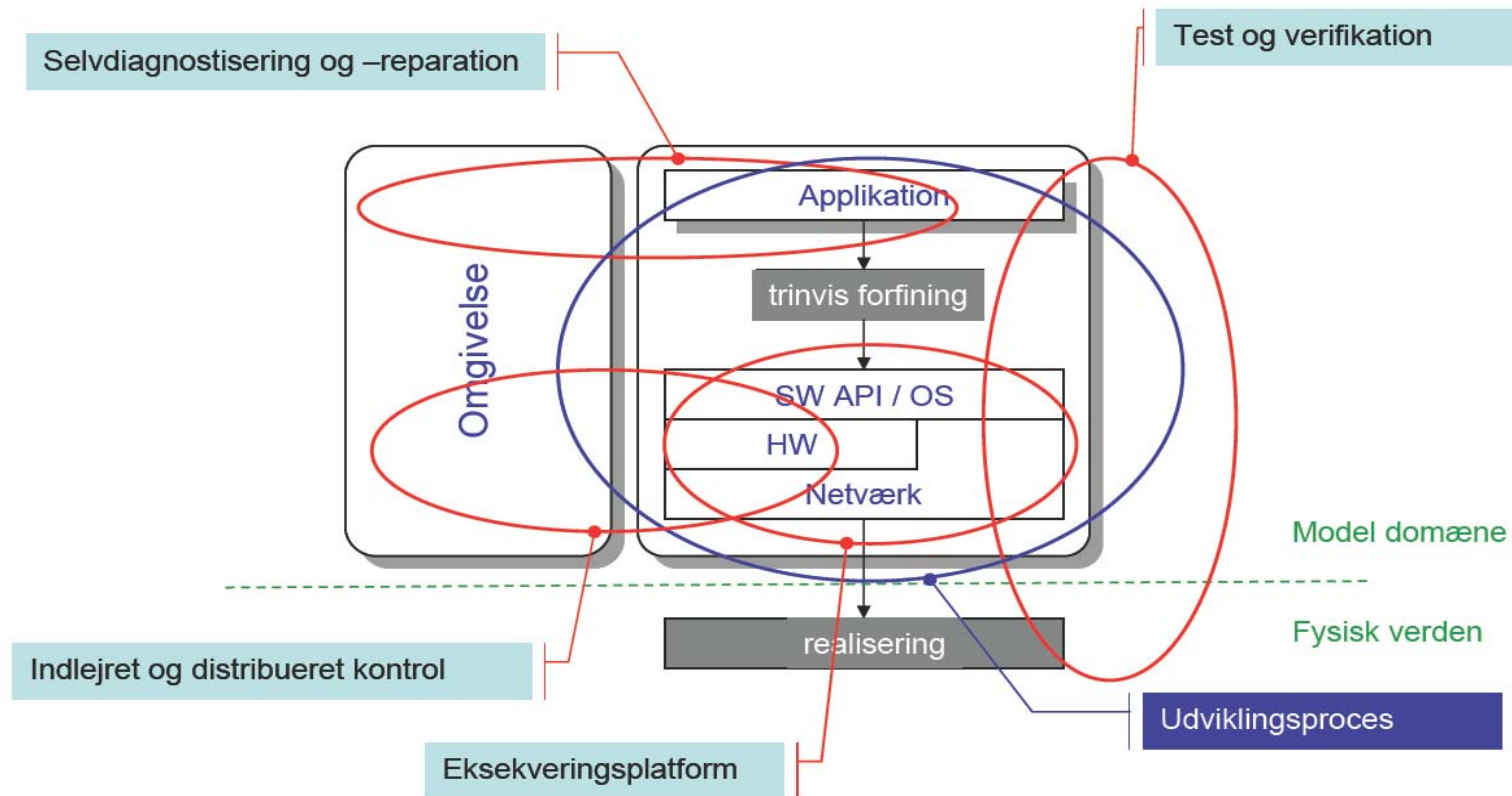 Selvdiagnostisering og –reparation
Test og verifikation
Applikation
trinvis forfining
Omgivelse
SW API / OS
HW
Netværk
Model domæne
Fysisk verden
realisering
Indlejret og distribueret kontrol
Udviklingsproces
Eksekveringsplatform